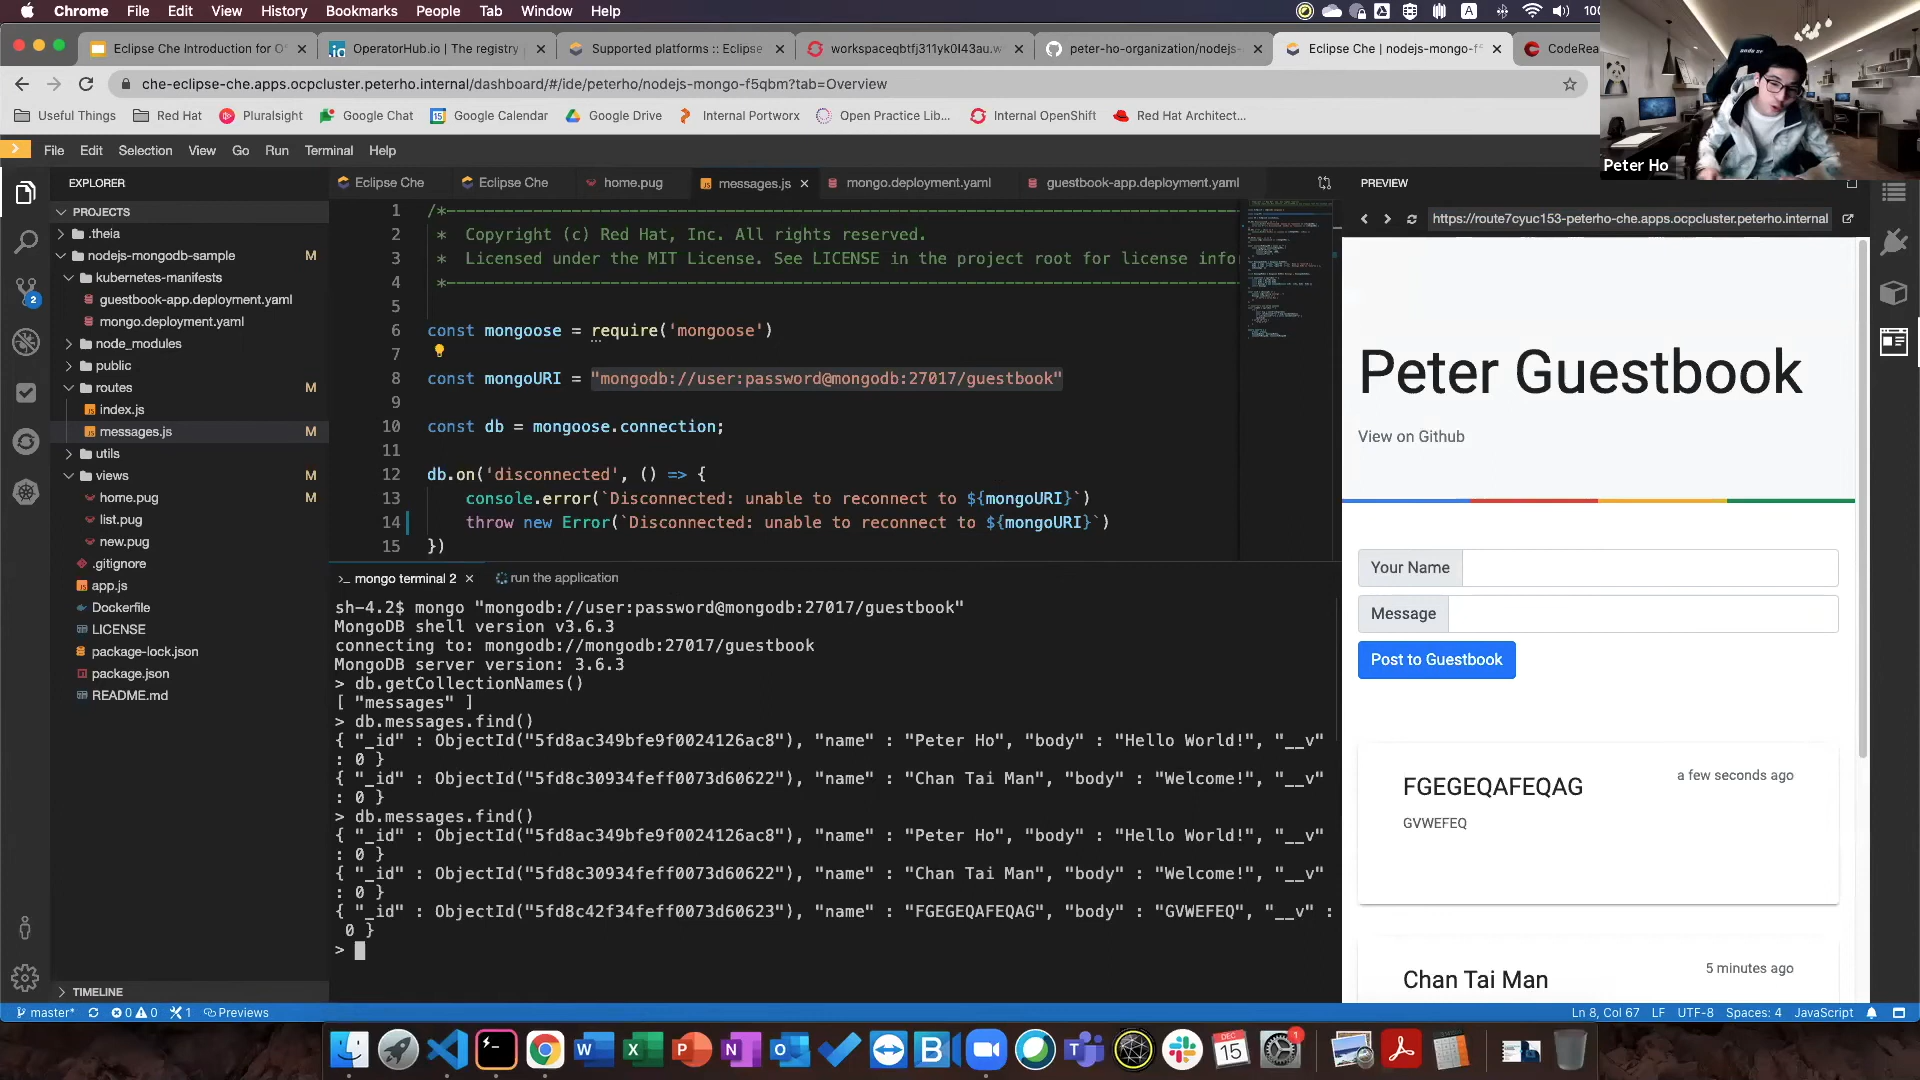 Chrome File Edit View History Bookmarks People Tab Window Help
Eclipse Che Introduction for O
OperatorHub.io | The registry
Supported platforms :: Eclipse
workspaceqbtfj311yk0l43au.w
peter-ho-organization/nodejs-
Eclipse Che | nodejs-mongo-f5
CodeRea
che-eclipse-che.apps.ocpcluster.peterho.internal/dashboard/#/ide/peterho/nodejs-mongo-f5qbm?tab=Overview
Useful Things Red Hat Pluralsight Google Chat Google Calendar Google Drive Internal Portworx Open Practice Lib... Internal OpenShift Red Hat Architect...
Peter Ho
File Edit Selection View Go Run Terminal Help
EXPLORER
PROJECTS
.theia
nodejs-mongodb-sample M
kubernetes-manifests
guestbook-app.deployment.yaml
mongo.deployment.yaml
node_modules
public
routes M
index.js
messages.js M
utils
views M
home.pug M
list.pug
new.pug
.gitignore
app.js
Dockerfile
LICENSE
package-lock.json
package.json
README.md
TIMELINE
2
Eclipse Che Eclipse Che home.pug messages.js mongo.deployment.yaml guestbook-app.deployment.yaml
1 /*
2 * Copyright (c) Red Hat, Inc. All rights reserved.
3 * Licensed under the MIT License. See LICENSE in the project root for license info
4 *
5
6 const mongoose = require('mongoose')
7
8 const mongoURI = "mongodb://user:password@mongodb:27017/guestbook"
9
10 const db = mongoose.connection;
11
12 db.on('disconnected', () => {
13 console.error(`Disconnected: unable to reconnect to ${mongoURI}`)
14 throw new Error(`Disconnected: unable to reconnect to ${mongoURI}`)
15 })
mongo terminal 2 run the application
sh-4.2$ mongo "mongodb://user:password@mongodb:27017/guestbook"
MongoDB shell version v3.6.3
connecting to: mongodb://mongodb:27017/guestbook
MongoDB server version: 3.6.3
> db.getCollectionNames()
[ "messages" ]
> db.messages.find()
{ "_id" : ObjectId("5fd8ac349bfe9f0024126ac8"), "name" : "Peter Ho", "body" : "Hello World!", "__v"
: 0 }
{ "_id" : ObjectId("5fd8c30934feff0073d60622"), "name" : "Chan Tai Man", "body" : "Welcome!", "__v"
: 0 }
> db.messages.find()
{ "_id" : ObjectId("5fd8ac349bfe9f0024126ac8"), "name" : "Peter Ho", "body" : "Hello World!", "__v"
: 0 }
{ "_id" : ObjectId("5fd8c30934feff0073d60622"), "name" : "Chan Tai Man", "body" : "Welcome!", "__v"
: 0 }
{ "_id" : ObjectId("5fd8c42f34feff0073d60623"), "name" : "FGEGEQAFEQAG", "body" : "GVWEFEQ", "__v" :
0 }
>
PREVIEW
https://route7cyuc153-peterho-che.apps.ocpcluster.peterho.internal
Peter Guestbook
View on Github
Your Name
Message
Post to Guestbook
FGEGEQAFEQAG
a few seconds ago
GVWEFEQ
Chan Tai Man
5 minutes ago
master* 0 0 1 Previews
Ln 8, Col 67 LF UTF-8 Spaces: 4 JavaScript
DEC
15
1